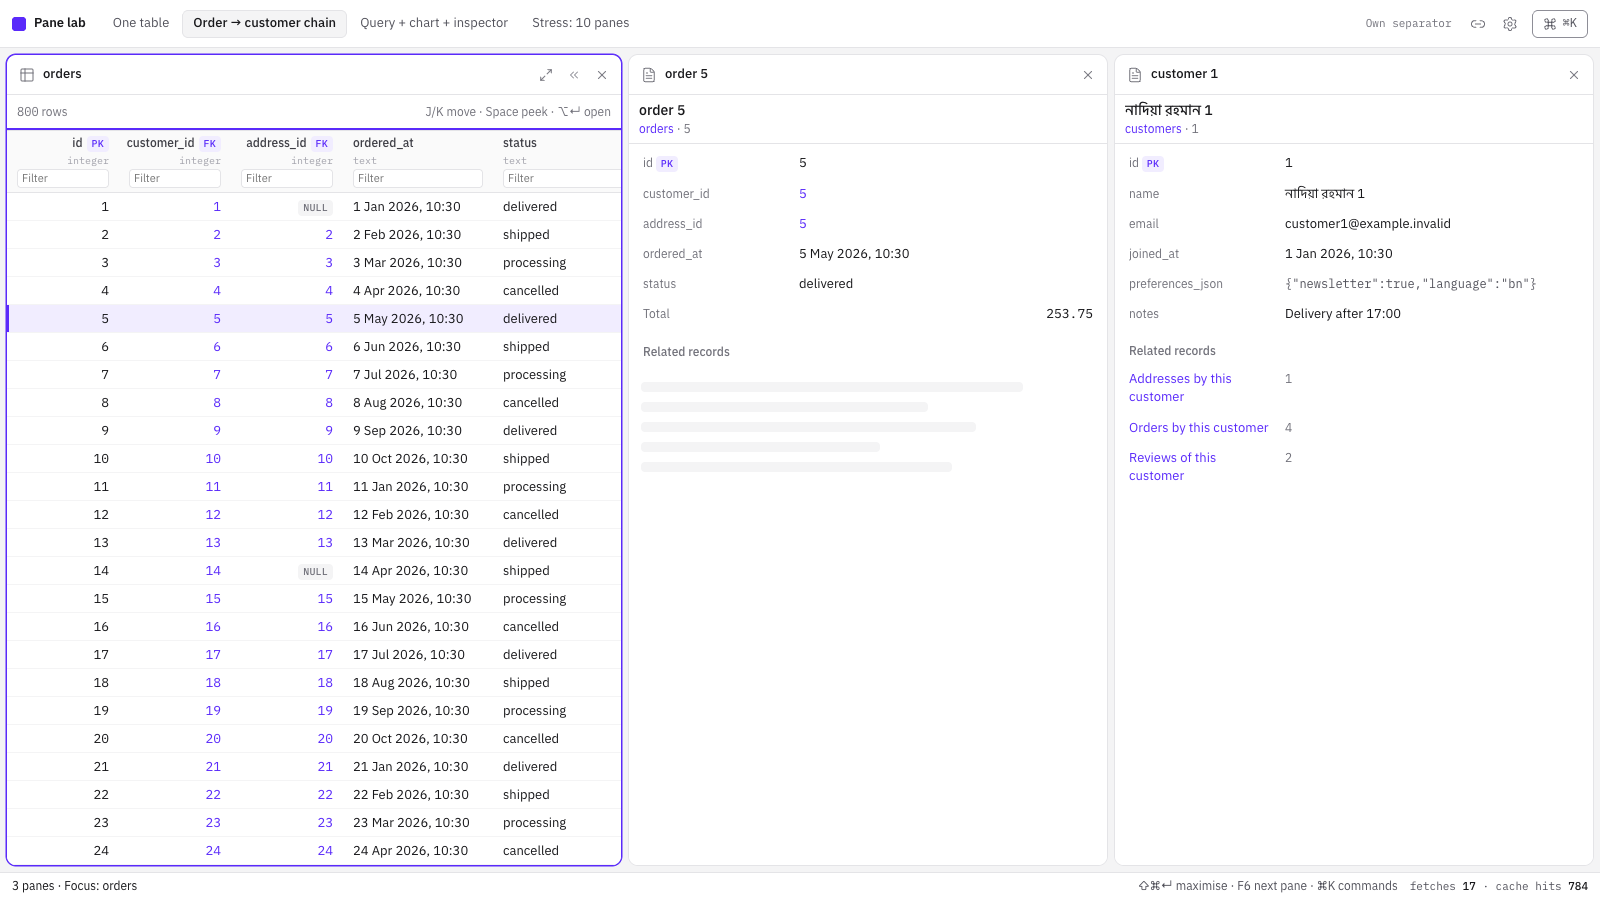 Pane lab One table Order → customer chain Query + chart + inspector Stress: 10 panes Own separator ⌘ ⌘K
orders
800 rows J/K move · Space peek · ⌥↵ open
id PK customer_id FK address_id FK ordered_at status
integer integer integer text text
Filter Filter Filter Filter Filter
1 1 NULL 1 Jan 2026, 10:30 delivered
2 2 2 2 Feb 2026, 10:30 shipped
3 3 3 3 Mar 2026, 10:30 processing
4 4 4 4 Apr 2026, 10:30 cancelled
5 5 5 5 May 2026, 10:30 delivered
6 6 6 6 Jun 2026, 10:30 shipped
7 7 7 7 Jul 2026, 10:30 processing
8 8 8 8 Aug 2026, 10:30 cancelled
9 9 9 9 Sep 2026, 10:30 delivered
10 10 10 10 Oct 2026, 10:30 shipped
11 11 11 11 Jan 2026, 10:30 processing
12 12 12 12 Feb 2026, 10:30 cancelled
13 13 13 13 Mar 2026, 10:30 delivered
14 14 NULL 14 Apr 2026, 10:30 shipped
15 15 15 15 May 2026, 10:30 processing
16 16 16 16 Jun 2026, 10:30 cancelled
17 17 17 17 Jul 2026, 10:30 delivered
18 18 18 18 Aug 2026, 10:30 shipped
19 19 19 19 Sep 2026, 10:30 processing
20 20 20 20 Oct 2026, 10:30 cancelled
21 21 21 21 Jan 2026, 10:30 delivered
22 22 22 22 Feb 2026, 10:30 shipped
23 23 23 23 Mar 2026, 10:30 processing
24 24 24 24 Apr 2026, 10:30 cancelled
order 5
order 5
orders · 5
id PK 5
customer_id 5
address_id 5
ordered_at 5 May 2026, 10:30
status delivered
Total 253.75
Related records
customer 1
নাদিয়া রহমান 1
customers · 1
id PK 1
name নাদিয়া রহমান 1
email customer1@example.invalid
joined_at 1 Jan 2026, 10:30
preferences_json {"newsletter":true,"language":"bn"}
notes Delivery after 17:00
Related records
Addresses by this 1
customer
Orders by this customer 4
Reviews of this 2
customer
3 panes · Focus: orders ⇧⌘↵ maximise · F6 next pane · ⌘K commands fetches 17 · cache hits 784